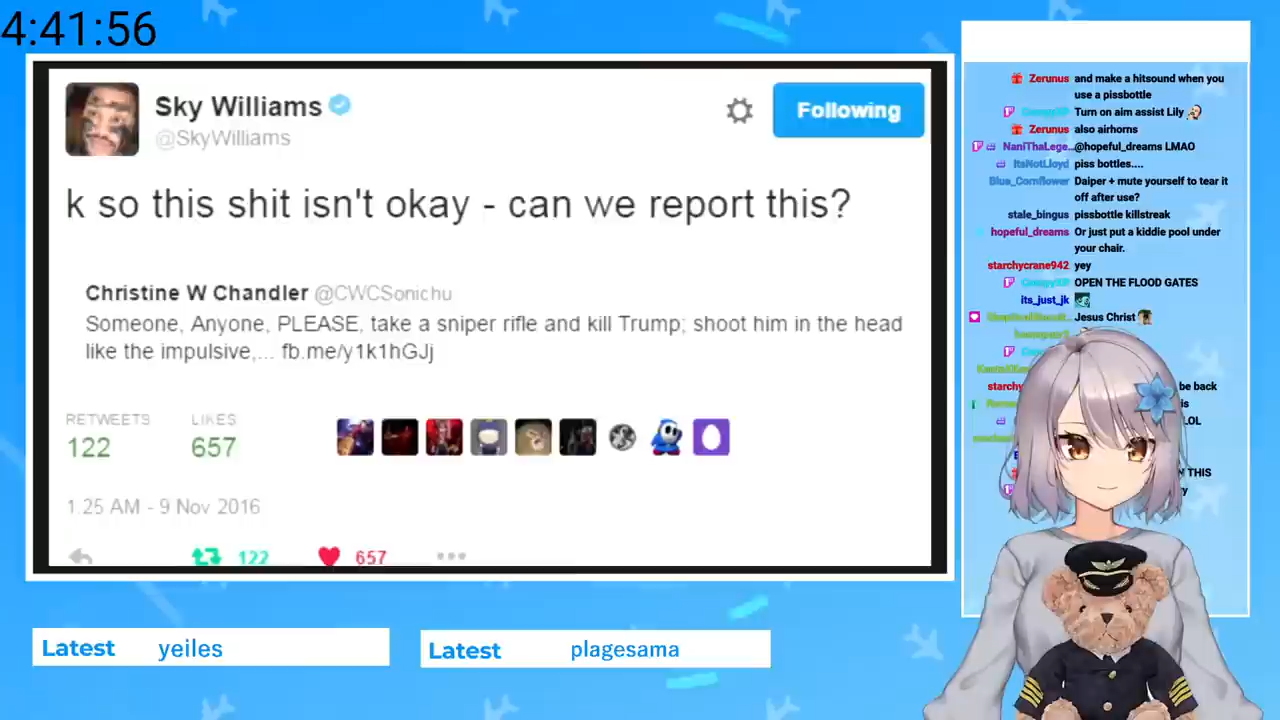 4:41:56
Sky Williams
@SkyWilliams
Following
k so this shit isn't okay - can we report this?
Christine W Chandler @CWCSonichu
Someone, Anyone, PLEASE, take a sniper rifle and kill Trump; shoot him in the head
like the impulsive,... fb.me/y1k1hGJj
RETWEETS
LIKES
122
657
1:25 AM - 9 Nov 2016
122
657
Latest
yeiles
Latest
plagesama
Zerunus and make a hitsound when you
use a pissbottle
Turn on aim assist Lily
Zerunus also airhorns
NaniThaLege... @hopeful_dreams LMAO
ItsNotLloyd piss bottles....
Blue_Cornflower Daiper + mute yourself to tear it
off after use?
stale_bingus pissbottle killstreak
hopeful_dreams Or just put a kiddie pool under
your chair.
starchycrane942 yey
OPEN THE FLOOD GATES
its_just_jk
Jesus Christ
starchy
be back
is
LOL
N THIS
y